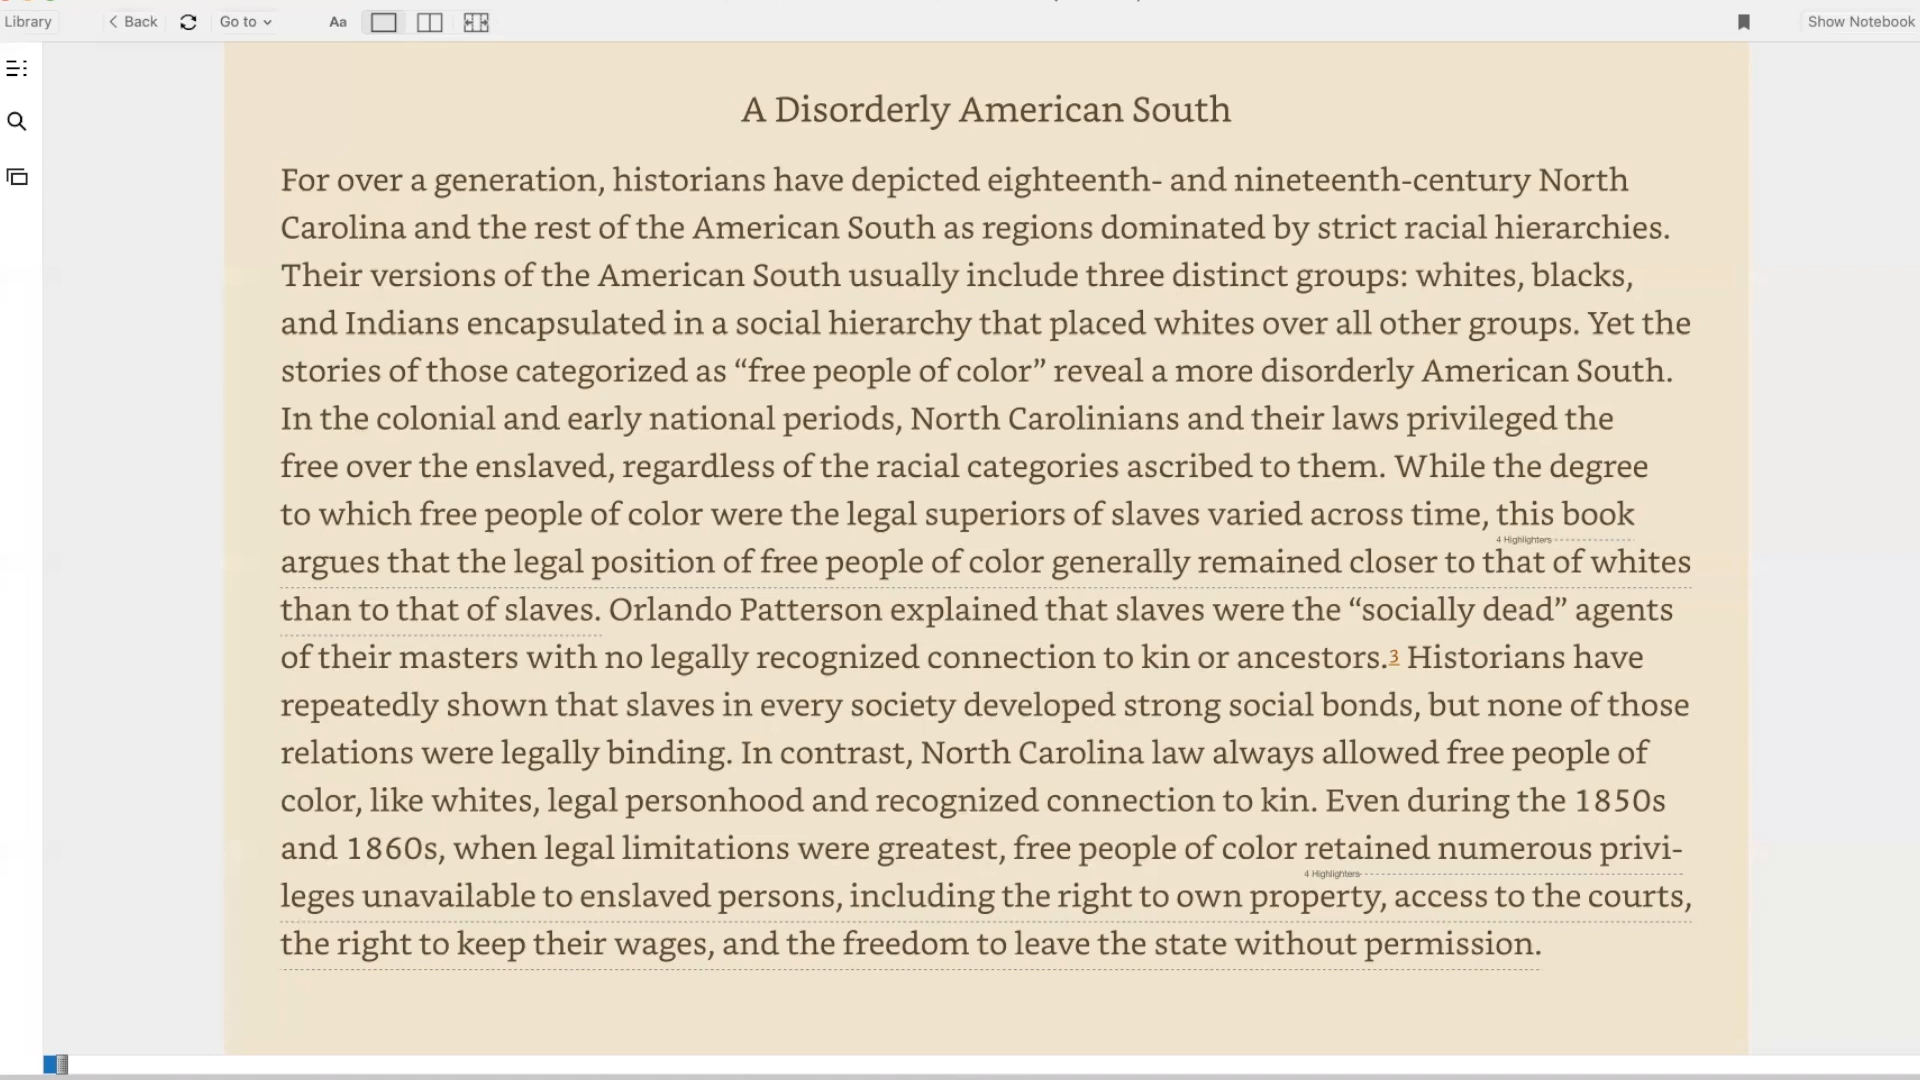 Library
Back
Go to
Aa
Show Notebook
A Disorderly American South
For over a generation, historians have depicted eighteenth- and nineteenth-century North
Carolina and the rest of the American South as regions dominated by strict racial hierarchies.
Their versions of the American South usually include three distinct groups: whites, blacks,
and Indians encapsulated in a social hierarchy that placed whites over all other groups. Yet the
stories of those categorized as “free people of color” reveal a more disorderly American South.
In the colonial and early national periods, North Carolinians and their laws privileged the
free over the enslaved, regardless of the racial categories ascribed to them. While the degree
to which free people of color were the legal superiors of slaves varied across time, this book
4 Highlighters
argues that the legal position of free people of color generally remained closer to that of whites
than to that of slaves. Orlando Patterson explained that slaves were the “socially dead” agents
of their masters with no legally recognized connection to kin or ancestors.3 Historians have
repeatedly shown that slaves in every society developed strong social bonds, but none of those
relations were legally binding. In contrast, North Carolina law always allowed free people of
color, like whites, legal personhood and recognized connection to kin. Even during the 1850s
and 1860s, when legal limitations were greatest, free people of color retained numerous privi-
4 Highlighters
leges unavailable to enslaved persons, including the right to own property, access to the courts,
the right to keep their wages, and the freedom to leave the state without permission.